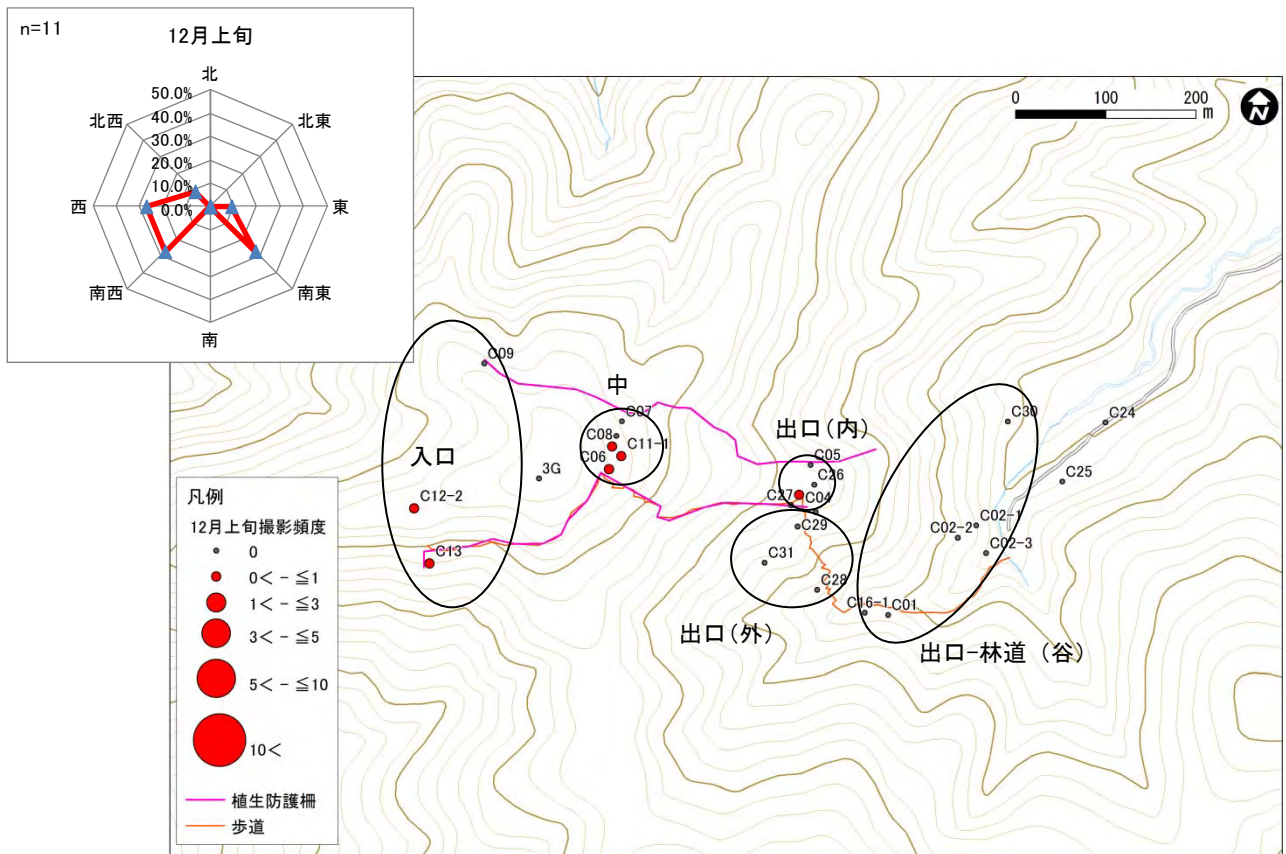 n=11
12月上旬
北
50.0%
40.0%
30.0%
20.0%
10.0%
0.0%
北西
北東
西
東
南西
南東
南
0
100
200
m
N
C09
中
C07
C08
C11-1
C06
3G
入口
C12-2
C13
出口(内)
C05
C26
C27
C04
C29
C31
C28
出口(外)
C16-1
C01
C30
C24
C25
C02-1
C02-2
C02-3
出口-林道(谷)
凡例
12月上旬撮影頻度
0
0< - ≦1
1< - ≦3
3< - ≦5
5< - ≦10
10<
植生防護柵
歩道